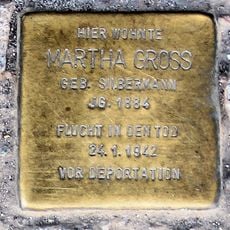 HIER WOHNTE
MARTHA GROSS
GEB. SILBERMANN
JG. 1884
FLUCHT IN DEN TOD
24.1.1942
VOR DEPORTATION